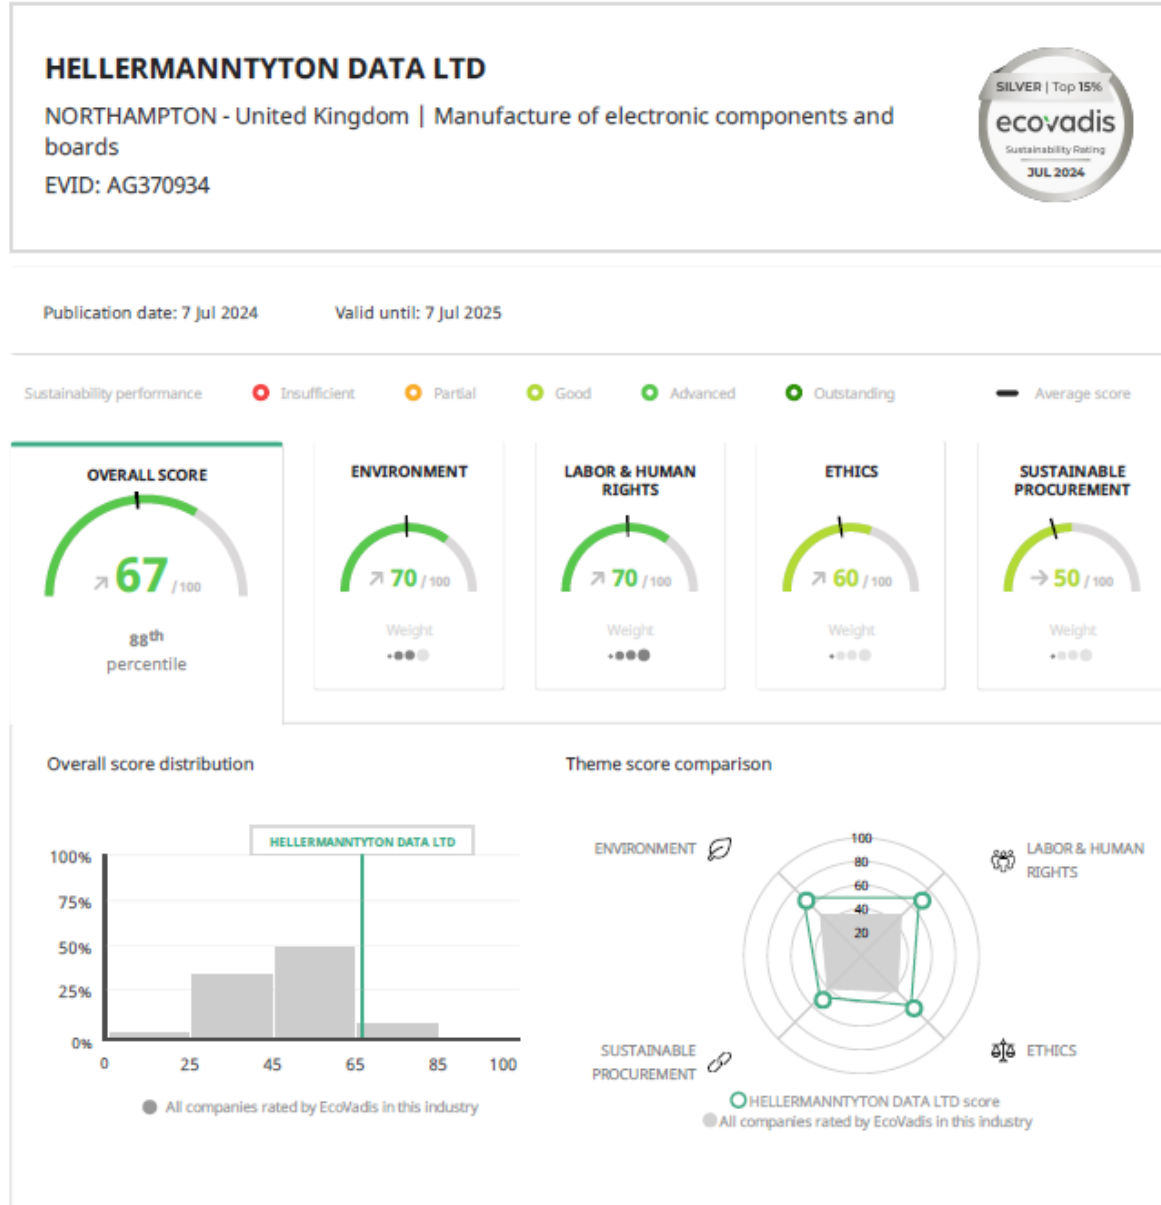 HELLERMANNTYTON DATA LTD
NORTHAMPTON - United Kingdom | Manufacture of electronic components and
boards
EVID: AG370934
SILVER | Top 15%
ecovadis
Sustainability Rating
JUL 2024
Publication date: 7 Jul 2024
Valid until: 7 Jul 2025
Sustainability performance
Insufficient
Partial
Good
Advanced
Outstanding
Average score
OVERALL SCORE
67 /100
88th
percentile
ENVIRONMENT
70 / 100
Weight
LABOR & HUMAN
RIGHTS
70 / 100
Weight
ETHICS
60 / 100
Weight
SUSTAINABLE
PROCUREMENT
50 / 100
Weight
Overall score distribution
HELLERMANNTYTON DATA LTD
100%
75%
50%
25%
0%
0 25 45 65 85 100
All companies rated by EcoVadis in this industry
Theme score comparison
ENVIRONMENT
LABOR & HUMAN
RIGHTS
100
80
60
40
20
SUSTAINABLE
PROCUREMENT
ETHICS
HELLERMANNTYTON DATA LTD score
All companies rated by EcoVadis in this industry